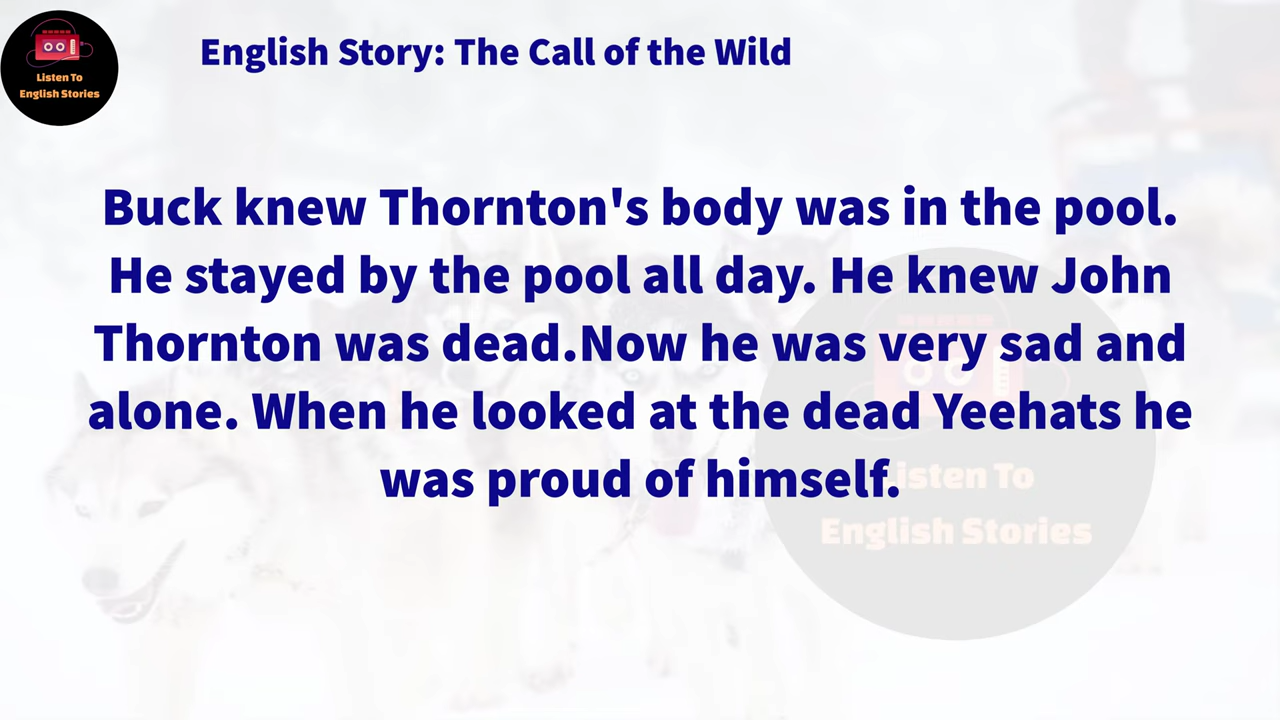 Listen To
English Stories
English Story: The Call of the Wild
Buck knew Thornton's body was in the pool.
He stayed by the pool all day. He knew John
Thornton was dead.Now he was very sad and
alone. When he looked at the dead Yeehats he
was proud of himself.
Listen To
English Stories